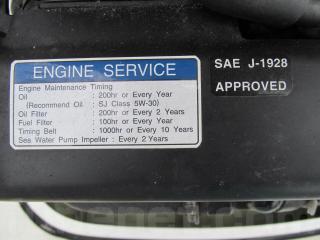 ENGINE SERVICE
Engine Maintenance Timing
Oil : 200hr or Every Year
(Recommend Oil : SJ Class 5W-30)
Oil Filter : 200hr or Every 2 Years
Fuel Filter : 100hr or Every Year
Timing Belt : 1000hr or Every 10 Years
Sea Water Pump Impeller : Every 2 Years
SAE J-1928
APPROVED